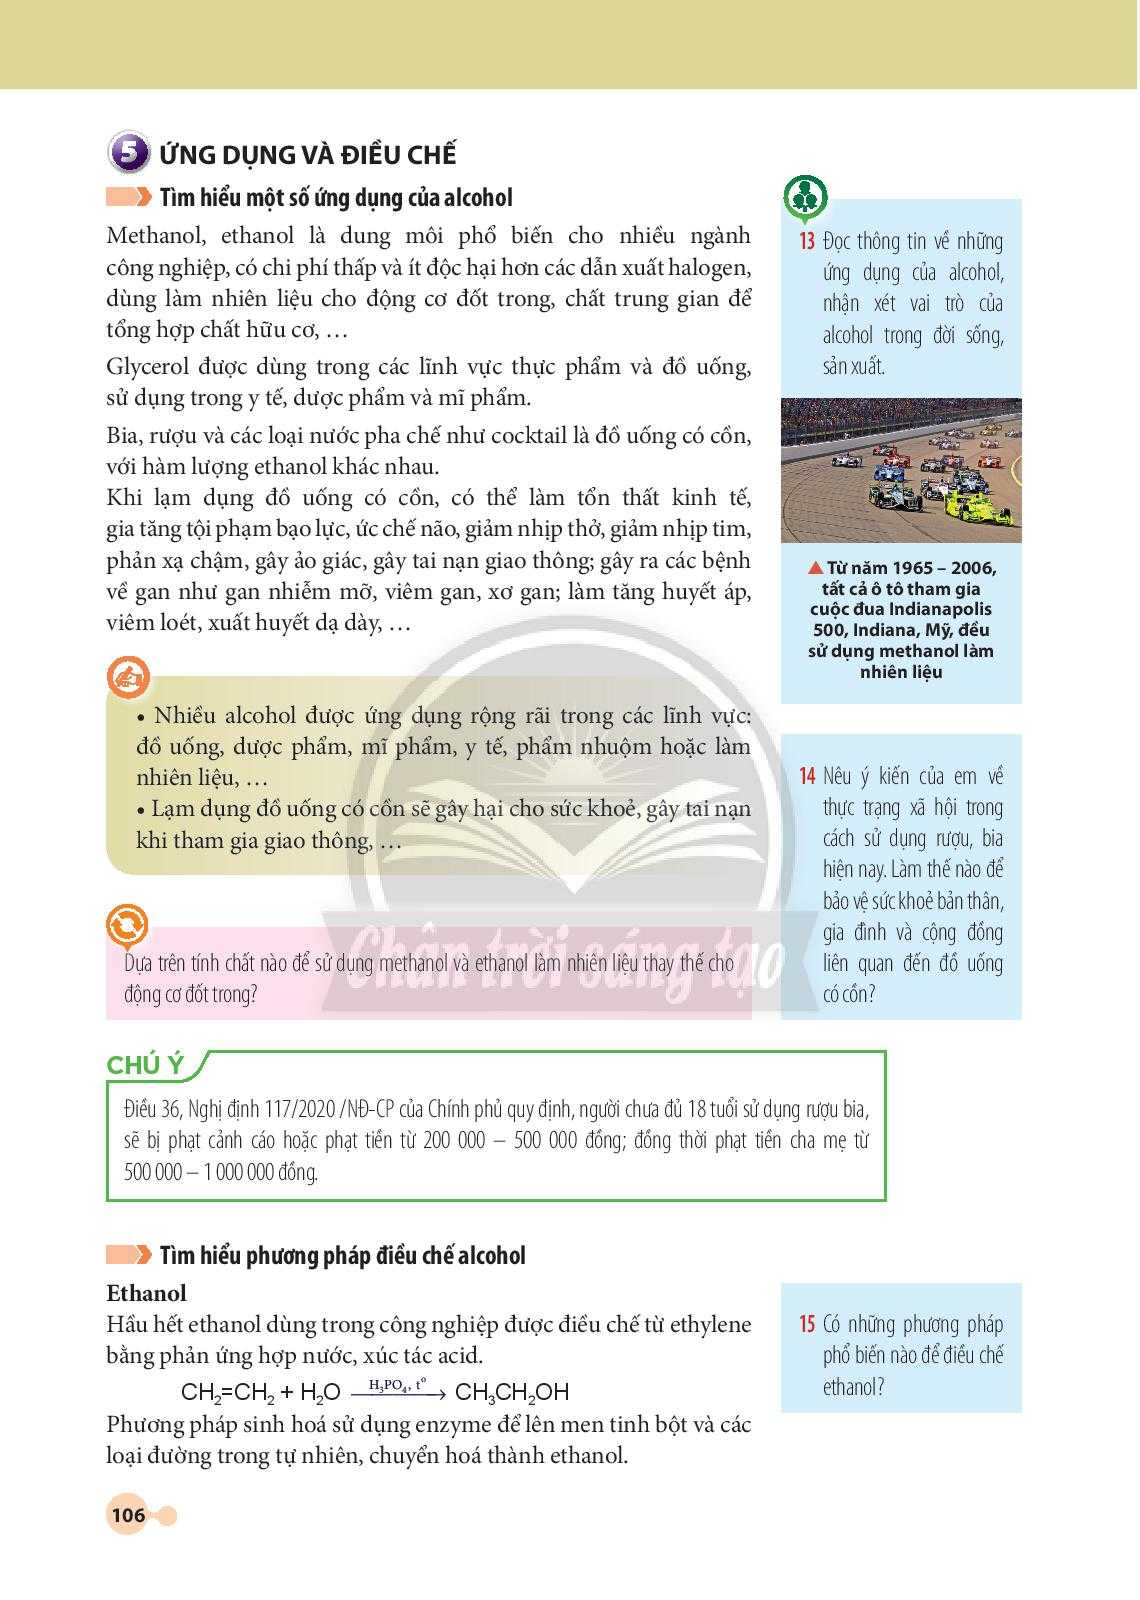 5 ỨNG DỤNG VÀ ĐIỀU CHẾ
Tìm hiểu một số ứng dụng của alcohol
Methanol, ethanol là dung môi phổ biến cho nhiều ngành
công nghiệp, có chi phí thấp và ít độc hại hơn các dẫn xuất halogen,
dùng làm nhiên liệu cho động cơ đốt trong, chất trung gian để
tổng hợp chất hữu cơ, …
Glycerol được dùng trong các lĩnh vực thực phẩm và đồ uống,
sử dụng trong y tế, dược phẩm và mĩ phẩm.
Bia, rượu và các loại nước pha chế như cocktail là đồ uống có cồn,
với hàm lượng ethanol khác nhau.
Khi lạm dụng đồ uống có cồn, có thể làm tổn thất kinh tế,
gia tăng tội phạm bạo lực, ức chế não, giảm nhịp thở, giảm nhịp tim,
phản xạ chậm, gây ảo giác, gây tai nạn giao thông; gây ra các bệnh
về gan như gan nhiễm mỡ, viêm gan, xơ gan; làm tăng huyết áp,
viêm loét, xuất huyết dạ dày, …
13 Đọc thông tin về những
ứng dụng của alcohol,
nhận xét vai trò của
alcohol trong đời sống,
sản xuất.
▲ Từ năm 1965 – 2006,
tất cả ô tô tham gia
cuộc đua Indianapolis
500, Indiana, Mỹ, đều
sử dụng methanol làm
nhiên liệu
• Nhiều alcohol được ứng dụng rộng rãi trong các lĩnh vực:
đồ uống, dược phẩm, mĩ phẩm, y tế, phẩm nhuộm hoặc làm
nhiên liệu, …
• Lạm dụng đồ uống có cồn sẽ gây hại cho sức khoẻ, gây tai nạn
khi tham gia giao thông, …
14 Nêu ý kiến của em về
thực trạng xã hội trong
cách sử dụng rượu, bia
hiện nay. Làm thế nào để
bảo vệ sức khoẻ bản thân,
gia đình và cộng đồng
liên quan đến đồ uống
có cồn?
Chân trời sáng tạo
Dựa trên tính chất nào để sử dụng methanol và ethanol làm nhiên liệu thay thế cho
động cơ đốt trong?
CHÚ Ý
Điều 36, Nghị định 117/2020 /NĐ-CP của Chính phủ quy định, người chưa đủ 18 tuổi sử dụng rượu bia,
sẽ bị phạt cảnh cáo hoặc phạt tiền từ 200 000 – 500 000 đồng; đồng thời phạt tiền cha mẹ từ
500 000 – 1 000 000 đồng.
Tìm hiểu phương pháp điều chế alcohol
Ethanol
Hầu hết ethanol dùng trong công nghiệp được điều chế từ ethylene
bằng phản ứng hợp nước, xúc tác acid.
CH₂=CH₂ + H₂O —H₃PO₄, t°→ CH₃CH₂OH
Phương pháp sinh hoá sử dụng enzyme để lên men tinh bột và các
loại đường trong tự nhiên, chuyển hoá thành ethanol.
15 Có những phương pháp
phổ biến nào để điều chế
ethanol?
106